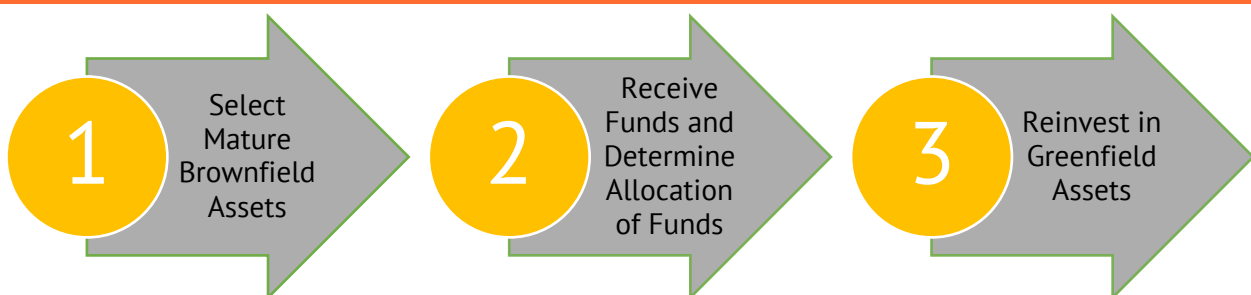 1
Select
Mature
Brownfield
Assets
2
Receive
Funds and
Determine
Allocation
of Funds
3
Reinvest in
Greenfield
Assets